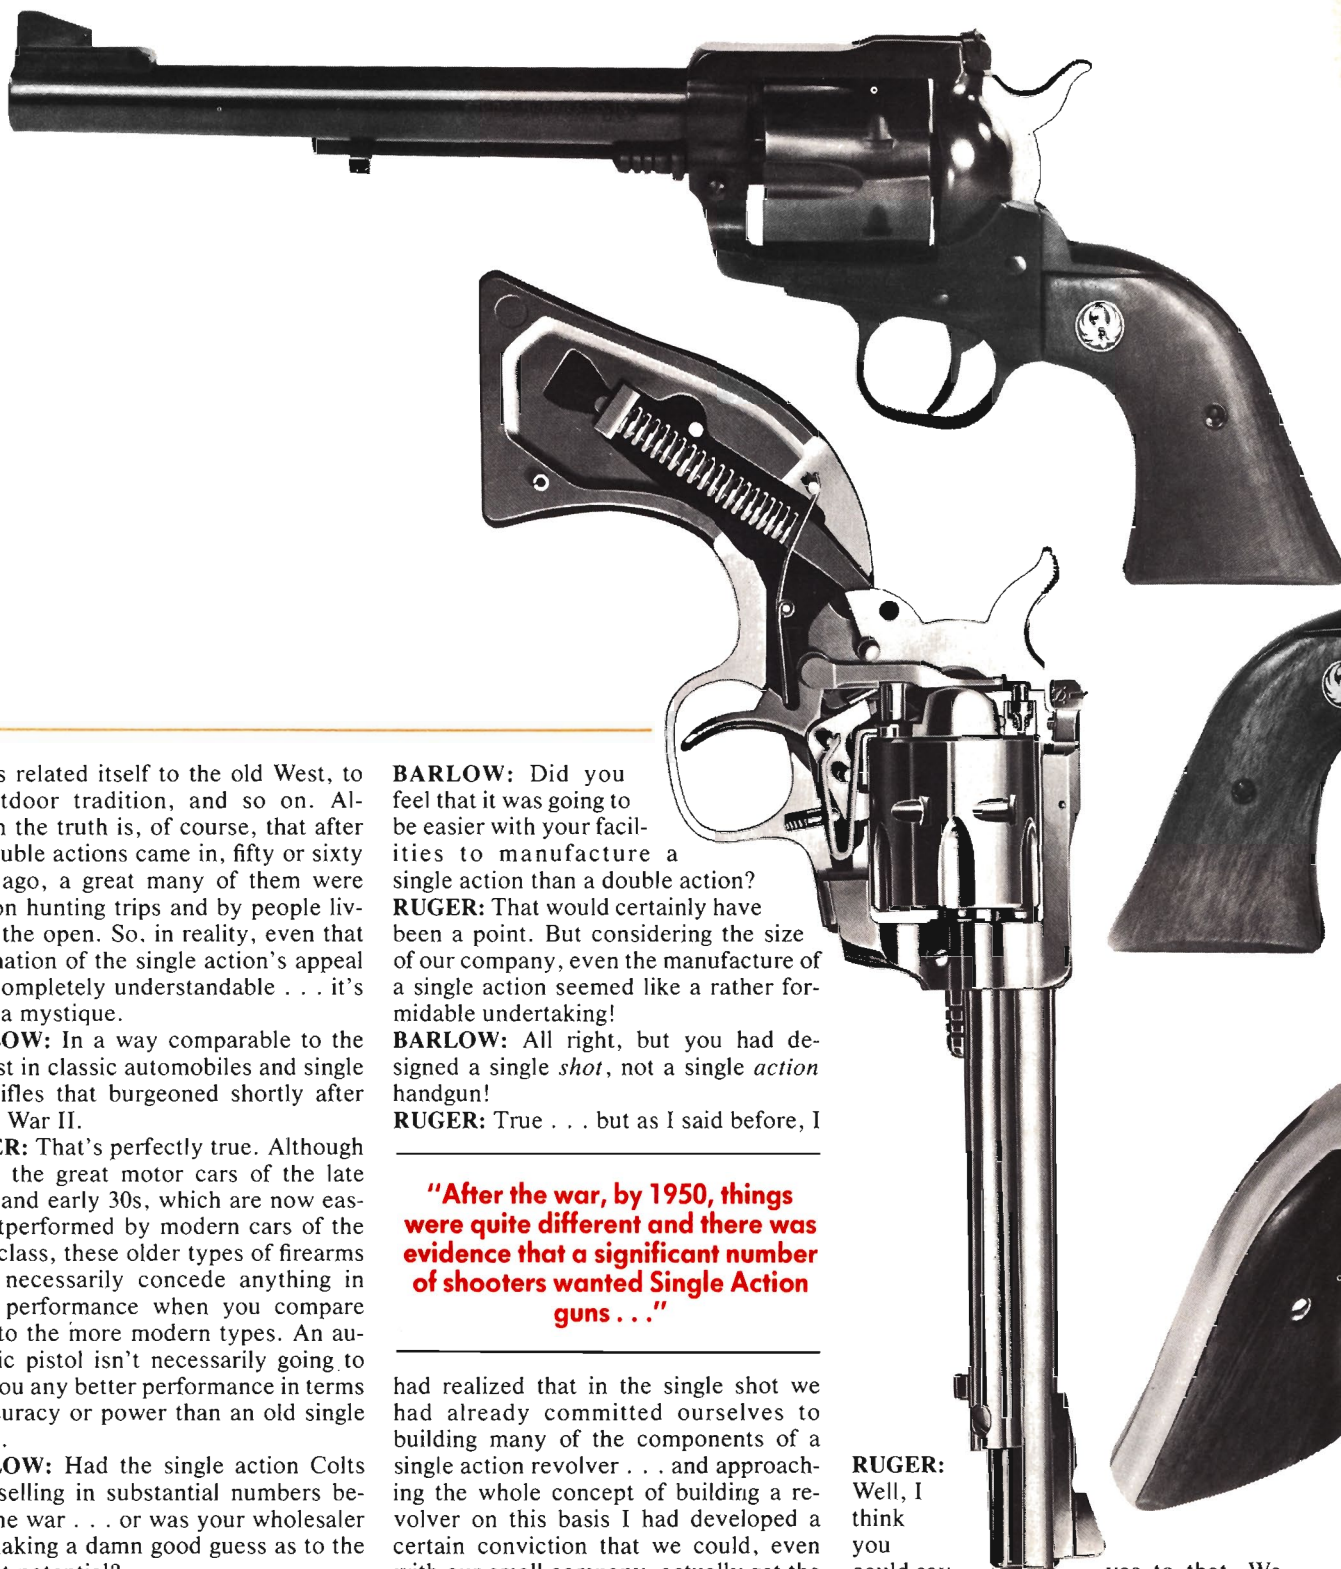 s related itself to the old West, to
tdoor tradition, and so on. Al-
n the truth is, of course, that after
uble actions came in, fifty or sixty
ago, a great many of them were
on hunting trips and by people liv-
the open. So, in reality, even that
nation of the single action's appeal
ompletely understandable . . . it's
a mystique.
LOW: In a way comparable to the
st in classic automobiles and single
ifles that burgeoned shortly after
War II.
ER: That's perfectly true. Although
the great motor cars of the late
and early 30s, which are now eas-
tperformed by modern cars of the
class, these older types of firearms
necessarily concede anything in
performance when you compare
to the more modern types. An au-
ic pistol isn't necessarily going to
ou any better performance in terms
curacy or power than an old single
.
LOW: Had the single action Colts
selling in substantial numbers be-
he war . . . or was your wholesaler
aking a damn good guess as to the
BARLOW: Did you
feel that it was going to
be easier with your facil-
ities to manufacture a
single action than a double action?
RUGER: That would certainly have
been a point. But considering the size
of our company, even the manufacture of
a single action seemed like a rather for-
midable undertaking!
BARLOW: All right, but you had de-
signed a single shot, not a single action
handgun!
RUGER: True . . . but as I said before, I
"After the war, by 1950, things
were quite different and there was
evidence that a significant number
of shooters wanted Single Action
guns . . ."
had realized that in the single shot we
had already committed ourselves to
building many of the components of a
single action revolver . . . and approach-
ing the whole concept of building a re-
volver on this basis I had developed a
certain conviction that we could, even
RUGER:
Well, I
think
you